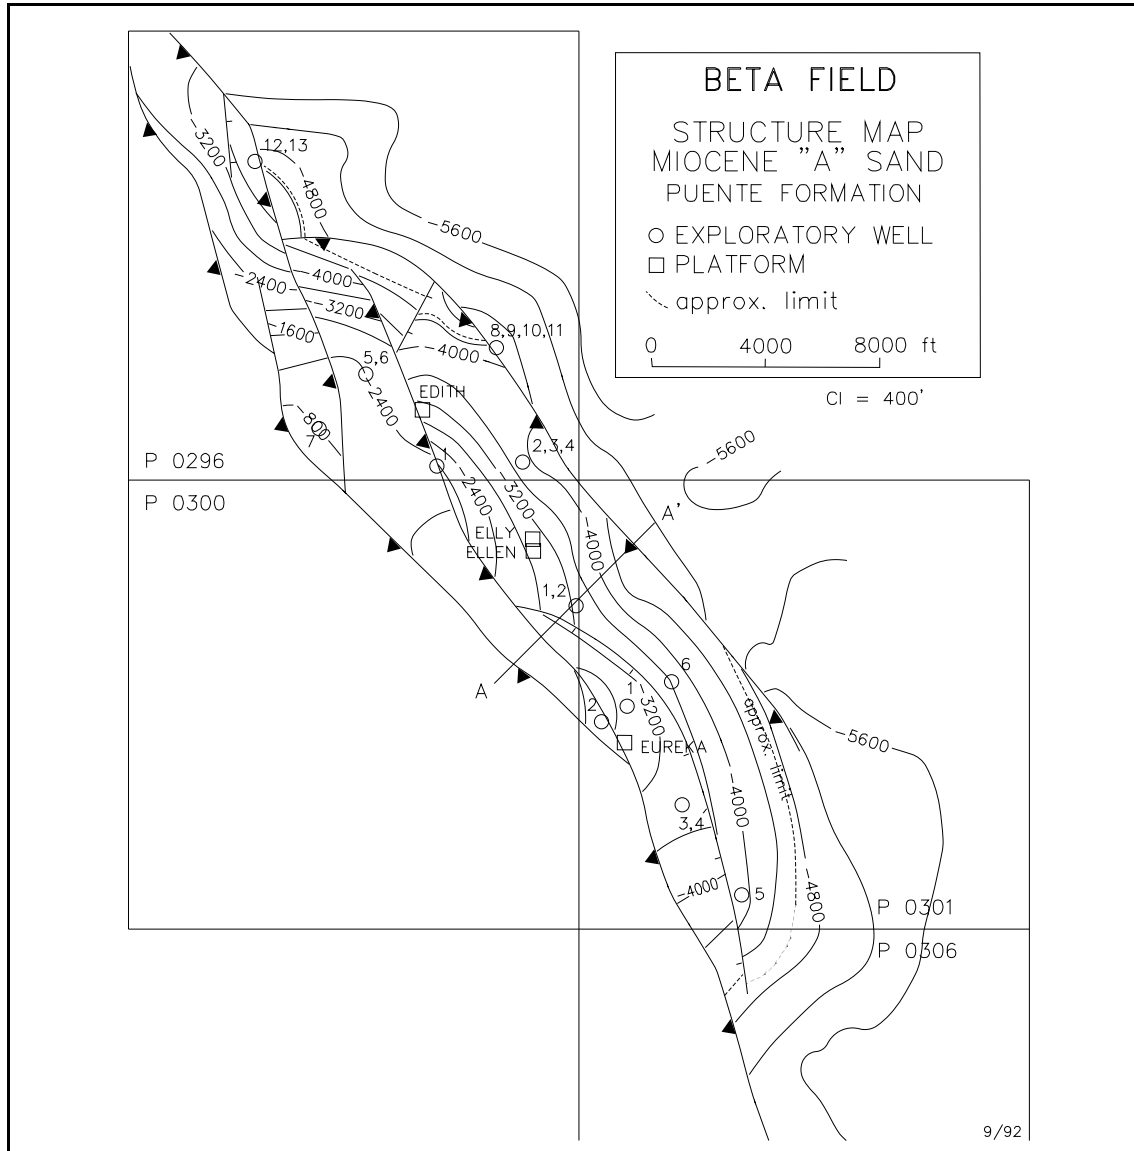 BETA FIELD
STRUCTURE MAP
MIOCENE "A" SAND
PUENTE FORMATION
EXPLORATORY WELL
PLATFORM
approx. limit
0 4000 8000 ft
CI = 400'
-3200
12,13
-4800
-5600
-2400
-4000
-3200
-1600
8,9,10,11
-4000
5,6
-2400
EDITH
-800
7
1
2,3,4
-5600
P 0296
P 0300
-2400
-3200
-4000
A'
ELLY
ELLEN
1,2
A
6
1
2
-3200
approx. limit
EUREKA
-5600
-4000
3,4
-4000
5
-4800
P 0301
P 0306
9/92